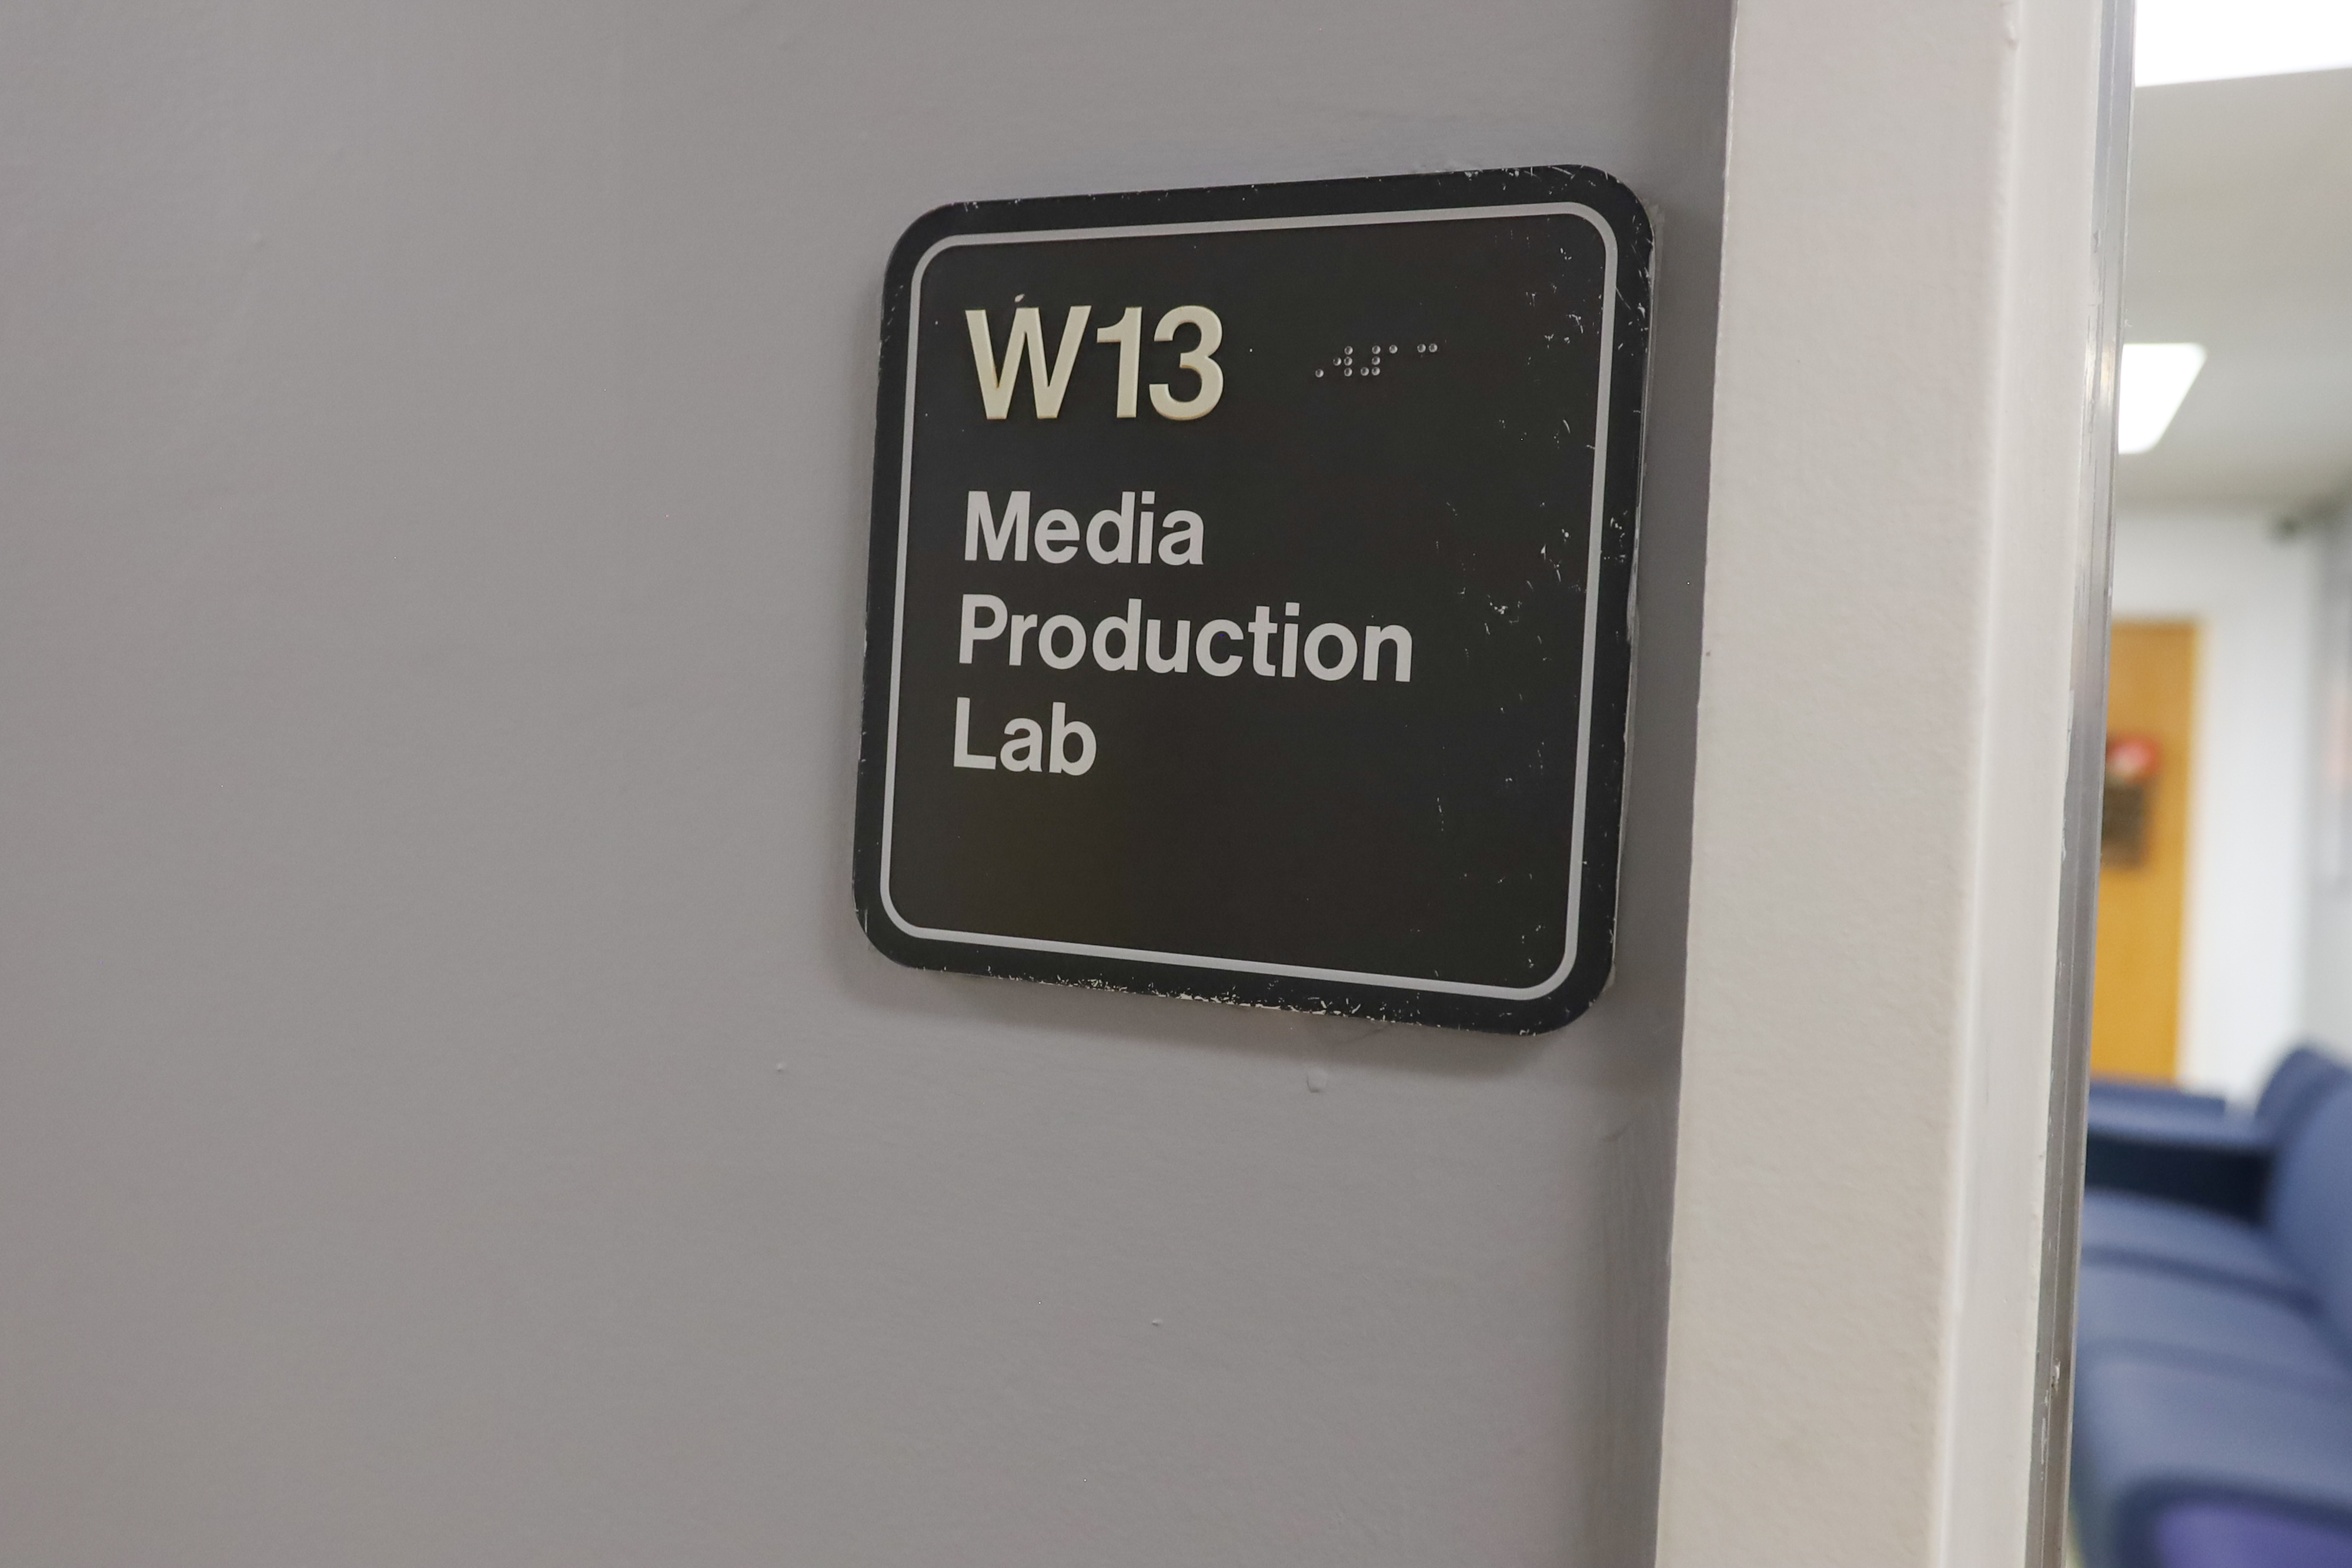 W13
Media
Production
Lab